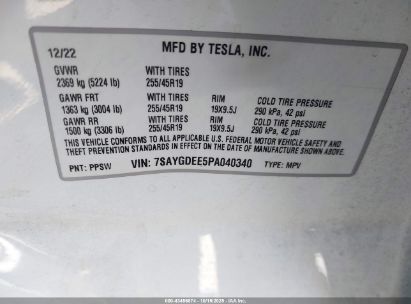 12/22 MFD BY TESLA, INC.
GVWR WITH TIRES
2369 kg (5224 lb) 255/45R19
GAWR FRT WITH TIRES RIM COLD TIRE PRESSURE
1363 kg (3004 lb) 255/45R19 19X9.5J 290 kPa, 42 psi
GAWR RR WITH TIRES RIM COLD TIRE PRESSURE
1500 kg (3306 lb) 255/45R19 19X9.5J 290 kPa, 42 psi
THIS VEHICLE CONFORMS TO ALL APPLICABLE U.S. FEDERAL MOTOR VEHICLE SAFETY AND
THEFT PREVENTION STANDARDS IN EFFECT ON THE DATE OF MANUFACTURE SHOWN ABOVE.
PNT: PPSW VIN: 7SAYGDEE5PA040340 TYPE: MPV